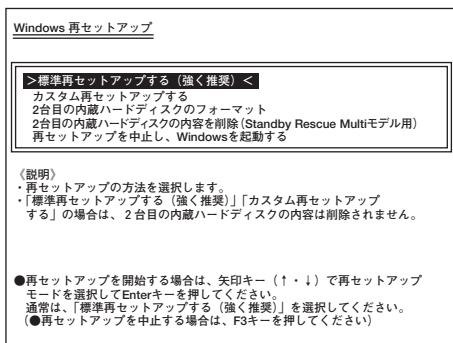 Windows 再セットアップ
>標準再セットアップする（強く推奨）<
カスタム再セットアップする
2台目の内蔵ハードディスクのフォーマット
2台目の内蔵ハードディスクの内容を削除(Standby Rescue Multiモデル用)
再セットアップを中止し、Windowsを起動する
《説明》
・再セットアップの方法を選択します。
・「標準再セットアップする（強く推奨）」「カスタム再セットアップ
する」の場合は、２台目の内蔵ハードディスクの内容は削除されません。
●再セットアップを開始する場合は、矢印キー（↑・↓）で再セットアップ
モードを選択してEnterキーを押してください。
通常は、「標準再セットアップする（強く推奨）」を選択してください。
（●再セットアップを中止する場合は、F3キーを押してください）